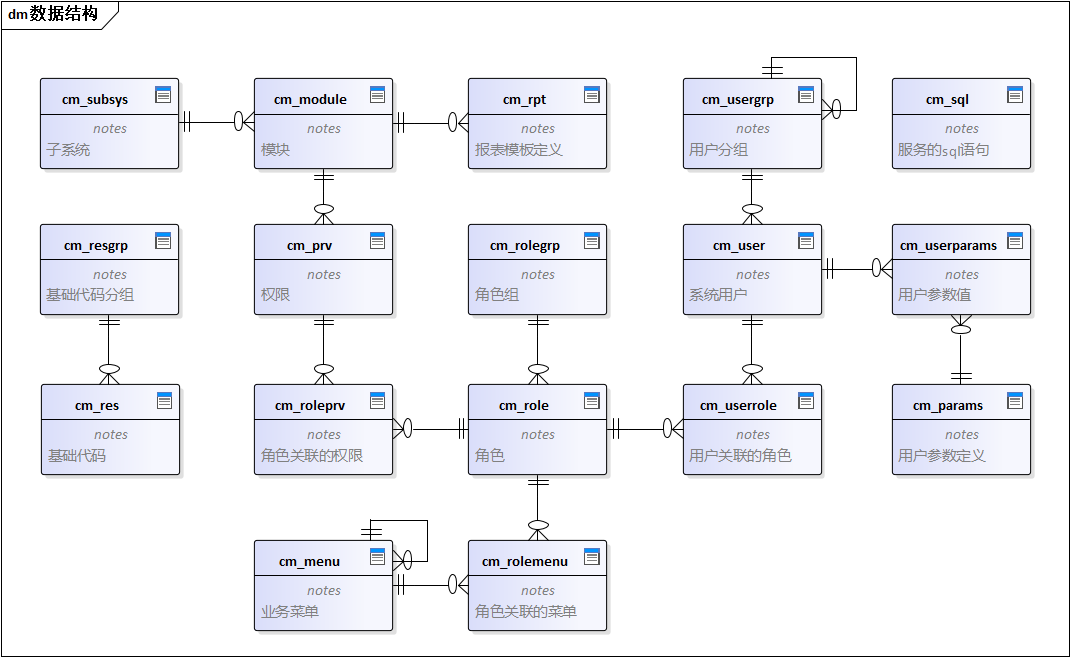 dm数据结构
cm_subsys
notes
子系统
cm_module
notes
模块
cm_rpt
notes
报表模板定义
cm_usergrp
notes
用户分组
cm_sql
notes
服务的sql语句
cm_resgrp
notes
基础代码分组
cm_prv
notes
权限
cm_rolegrp
notes
角色组
cm_user
notes
系统用户
cm_userparams
notes
用户参数值
cm_res
notes
基础代码
cm_roleprv
notes
角色关联的权限
cm_role
notes
角色
cm_userrole
notes
用户关联的角色
cm_params
notes
用户参数定义
cm_menu
notes
业务菜单
cm_rolemenu
notes
角色关联的菜单